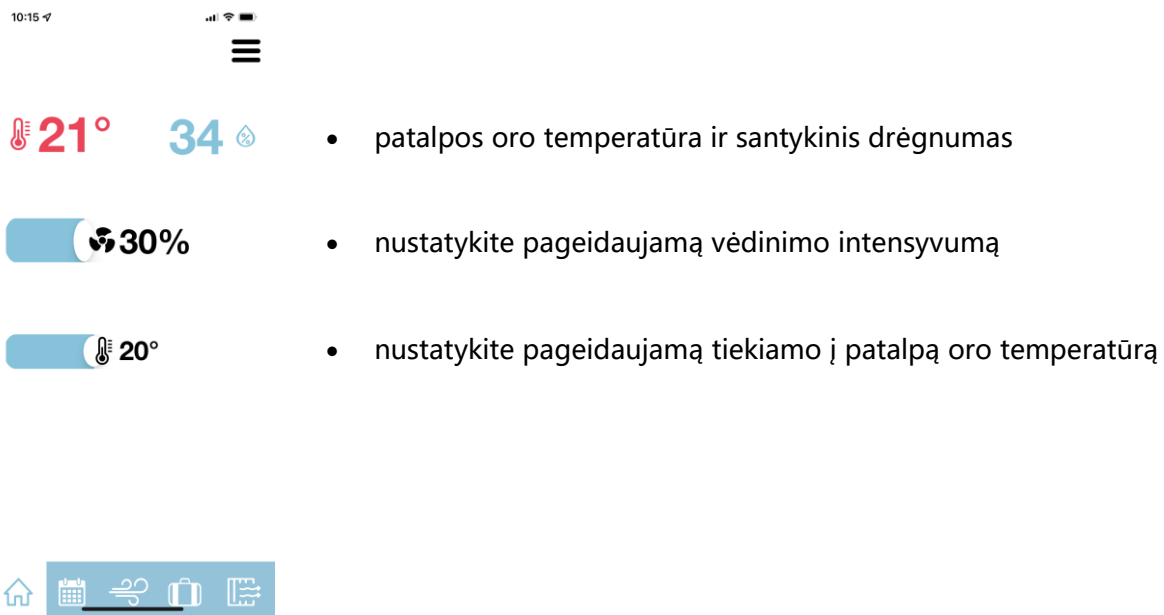 10:15
21° 34 %
• patalpos oro temperatūra ir santykinis drėgnumas
30%
• nustatykite pageidaujamą vėdinimo intensyvumą
20°
• nustatykite pageidaujamą tiekiamo į patalpą oro temperatūrą